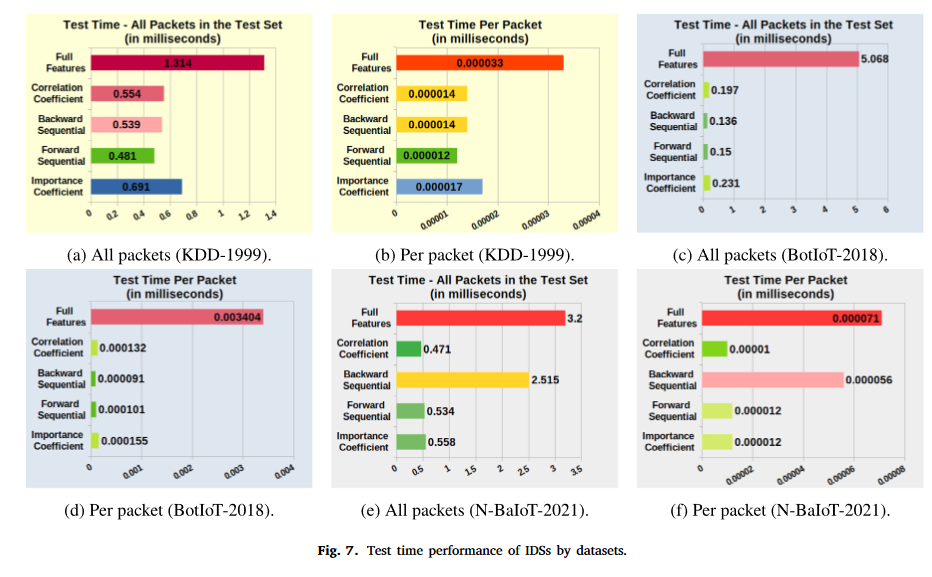 Test Time - All Packets in the Test Set
(in milliseconds)
Full
Features
1.314
Correlation
Coefficient
0.554
Backward
Sequential
0.539
Forward
Sequential
0.481
Importance
Coefficient
0.691
0 0.2 0.4 0.6 0.8 1 1.2 1.4
(a) All packets (KDD-1999).
Test Time Per Packet
(in milliseconds)
Full
Features
0.000033
Correlation
Coefficient
0.000014
Backward
Sequential
0.000014
Forward
Sequential
0.000012
Importance
Coefficient
0.000017
0 0.00001 0.00002 0.00003 0.00004
(b) Per packet (KDD-1999).
Test Time - All Packets in the Test Set
(in milliseconds)
Full
Features
5.068
Correlation
Coefficient
0.197
Backward
Sequential
0.136
Forward
Sequential
0.15
Importance
Coefficient
0.231
0 1 2 3 4 5 6
(c) All packets (BotIoT-2018).
Test Time Per Packet
(in milliseconds)
Full
Features
0.003404
Correlation
Coefficient
0.000132
Backward
Sequential
0.000091
Forward
Sequential
0.000101
Importance
Coefficient
0.000155
0 0.001 0.002 0.003 0.004
(d) Per packet (BotIoT-2018).
Test Time - All Packets in the Test Set
(in milliseconds)
Full
Features
3.2
Correlation
Coefficient
0.471
Backward
Sequential
2.515
Forward
Sequential
0.534
Importance
Coefficient
0.558
0 0.5 1 1.5 2 2.5 3 3.5
(e) All packets (N-BaIoT-2021).
Test Time Per Packet
(in milliseconds)
Full
Features
0.000071
Correlation
Coefficient
0.00001
Backward
Sequential
0.000056
Forward
Sequential
0.000012
Importance
Coefficient
0.000012
0 0.00002 0.00004 0.00006 0.00008
(f) Per packet (N-BaIoT-2021).
Fig. 7. Test time performance of IDSs by datasets.